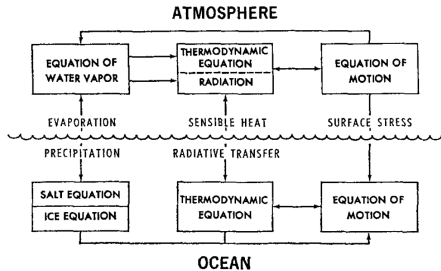 ATMOSPHERE
EQUATION OF
WATER VAPOR
THERMODYNAMIC
EQUATION
RADIATION
EQUATION OF
MOTION
EVAPORATION
SENSIBLE HEAT
SURFACE STRESS
PRECIPITATION
RADIATIVE TRANSFER
SALT EQUATION
ICE EQUATION
THERMODYNAMIC
EQUATION
EQUATION OF
MOTION
OCEAN